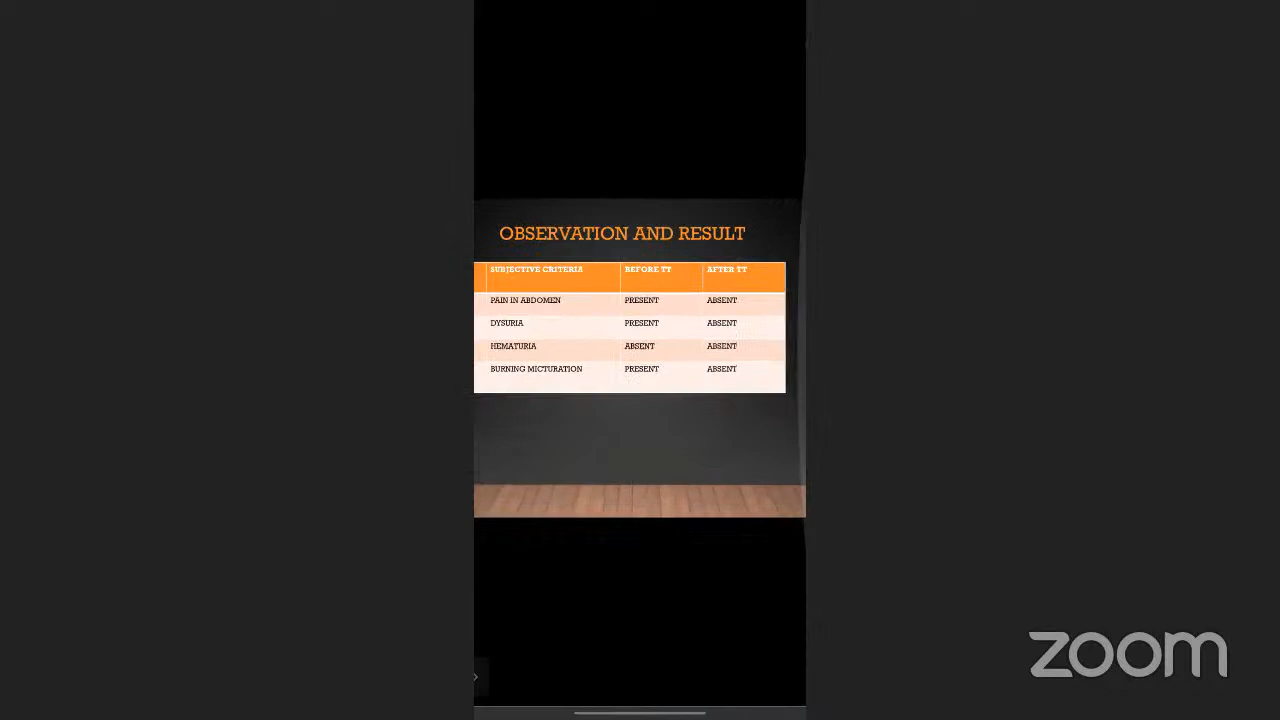 OBSERVATION AND RESULT
SUBJECTIVE CRITERIA BEFORE TT AFTER TT
PAIN IN ABDOMEN PRESENT ABSENT
DYSURIA PRESENT ABSENT
HEMATURIA ABSENT ABSENT
BURNING MICTURATION PRESENT ABSENT
zoom